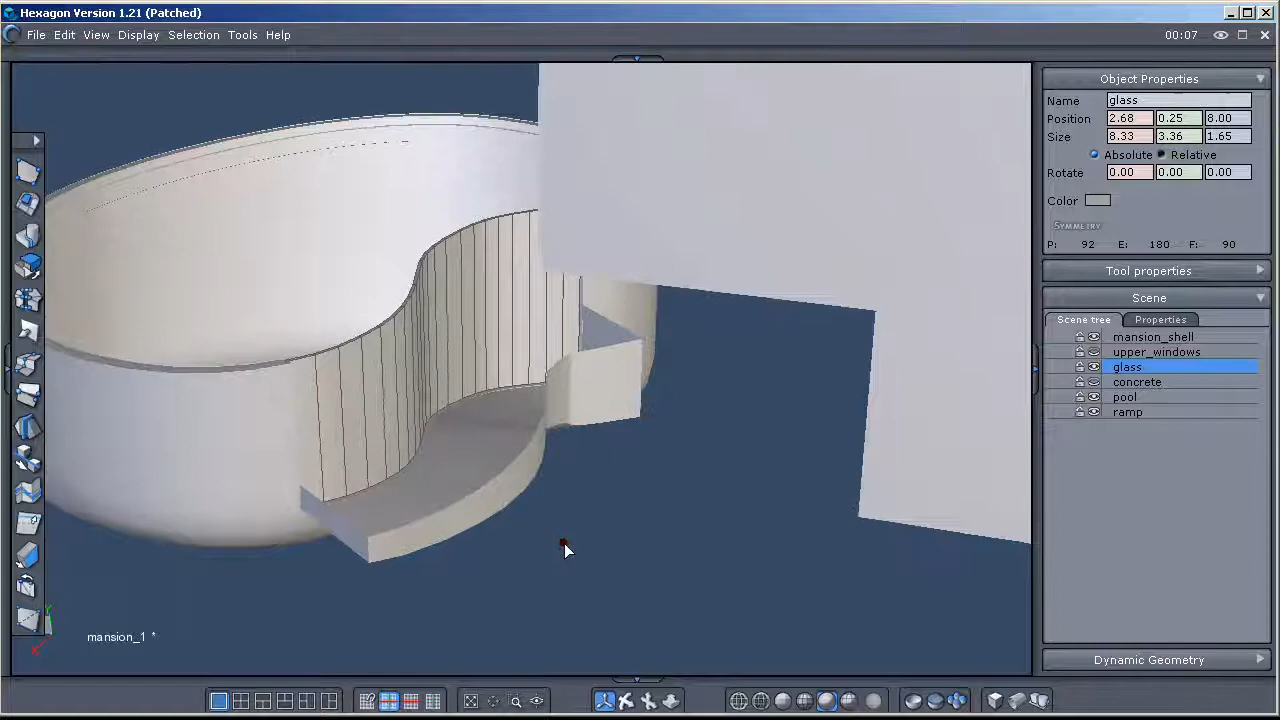 Hexagon Version 1.21 (Patched)
File Edit View Display Selection Tools Help
00:07
Object Properties
Name glass
Position 2.68 0.25 8.00
Size 8.33 3.36 1.65
Absolute Relative
Rotate 0.00 0.00 0.00
Color
SYMMETRY
P: 92 E: 180 F: 90
Tool properties
Scene
Scene tree Properties
mansion_shell
upper_windows
glass
concrete
pool
ramp
Y
X
mansion_1 *
Dynamic Geometry